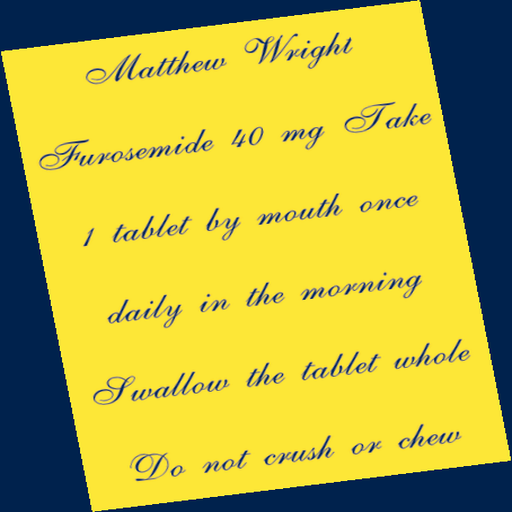 Matthew Wright
Furosemide 40 mg Take
1 tablet by mouth once
daily in the morning
Swallow the tablet whole
Do not crush or chew